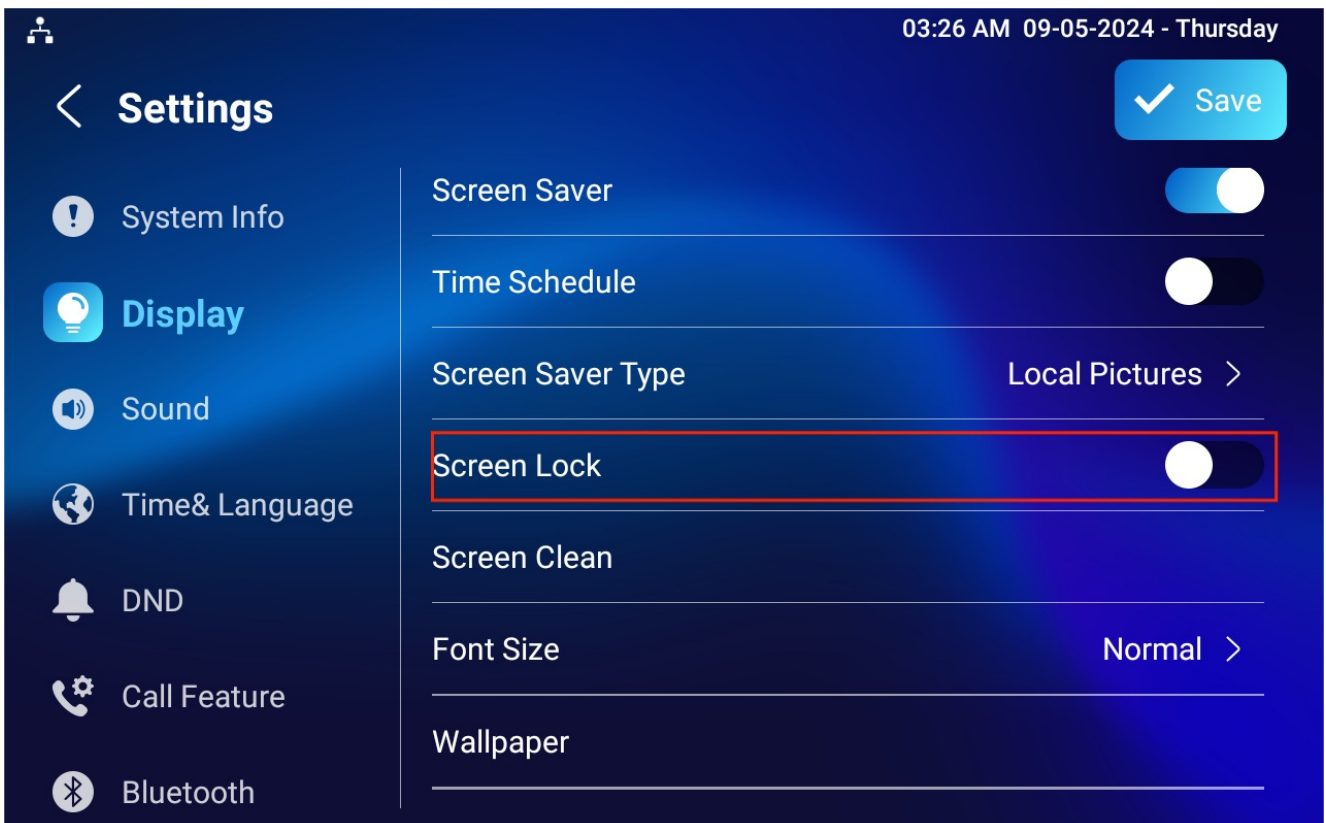 03:26 AM 09-05-2024 - Thursday
Settings
Save
System Info
Display
Sound
Time& Language
DND
Call Feature
Bluetooth
Screen Saver
Time Schedule
Screen Saver Type Local Pictures
Screen Lock
Screen Clean
Font Size Normal
Wallpaper